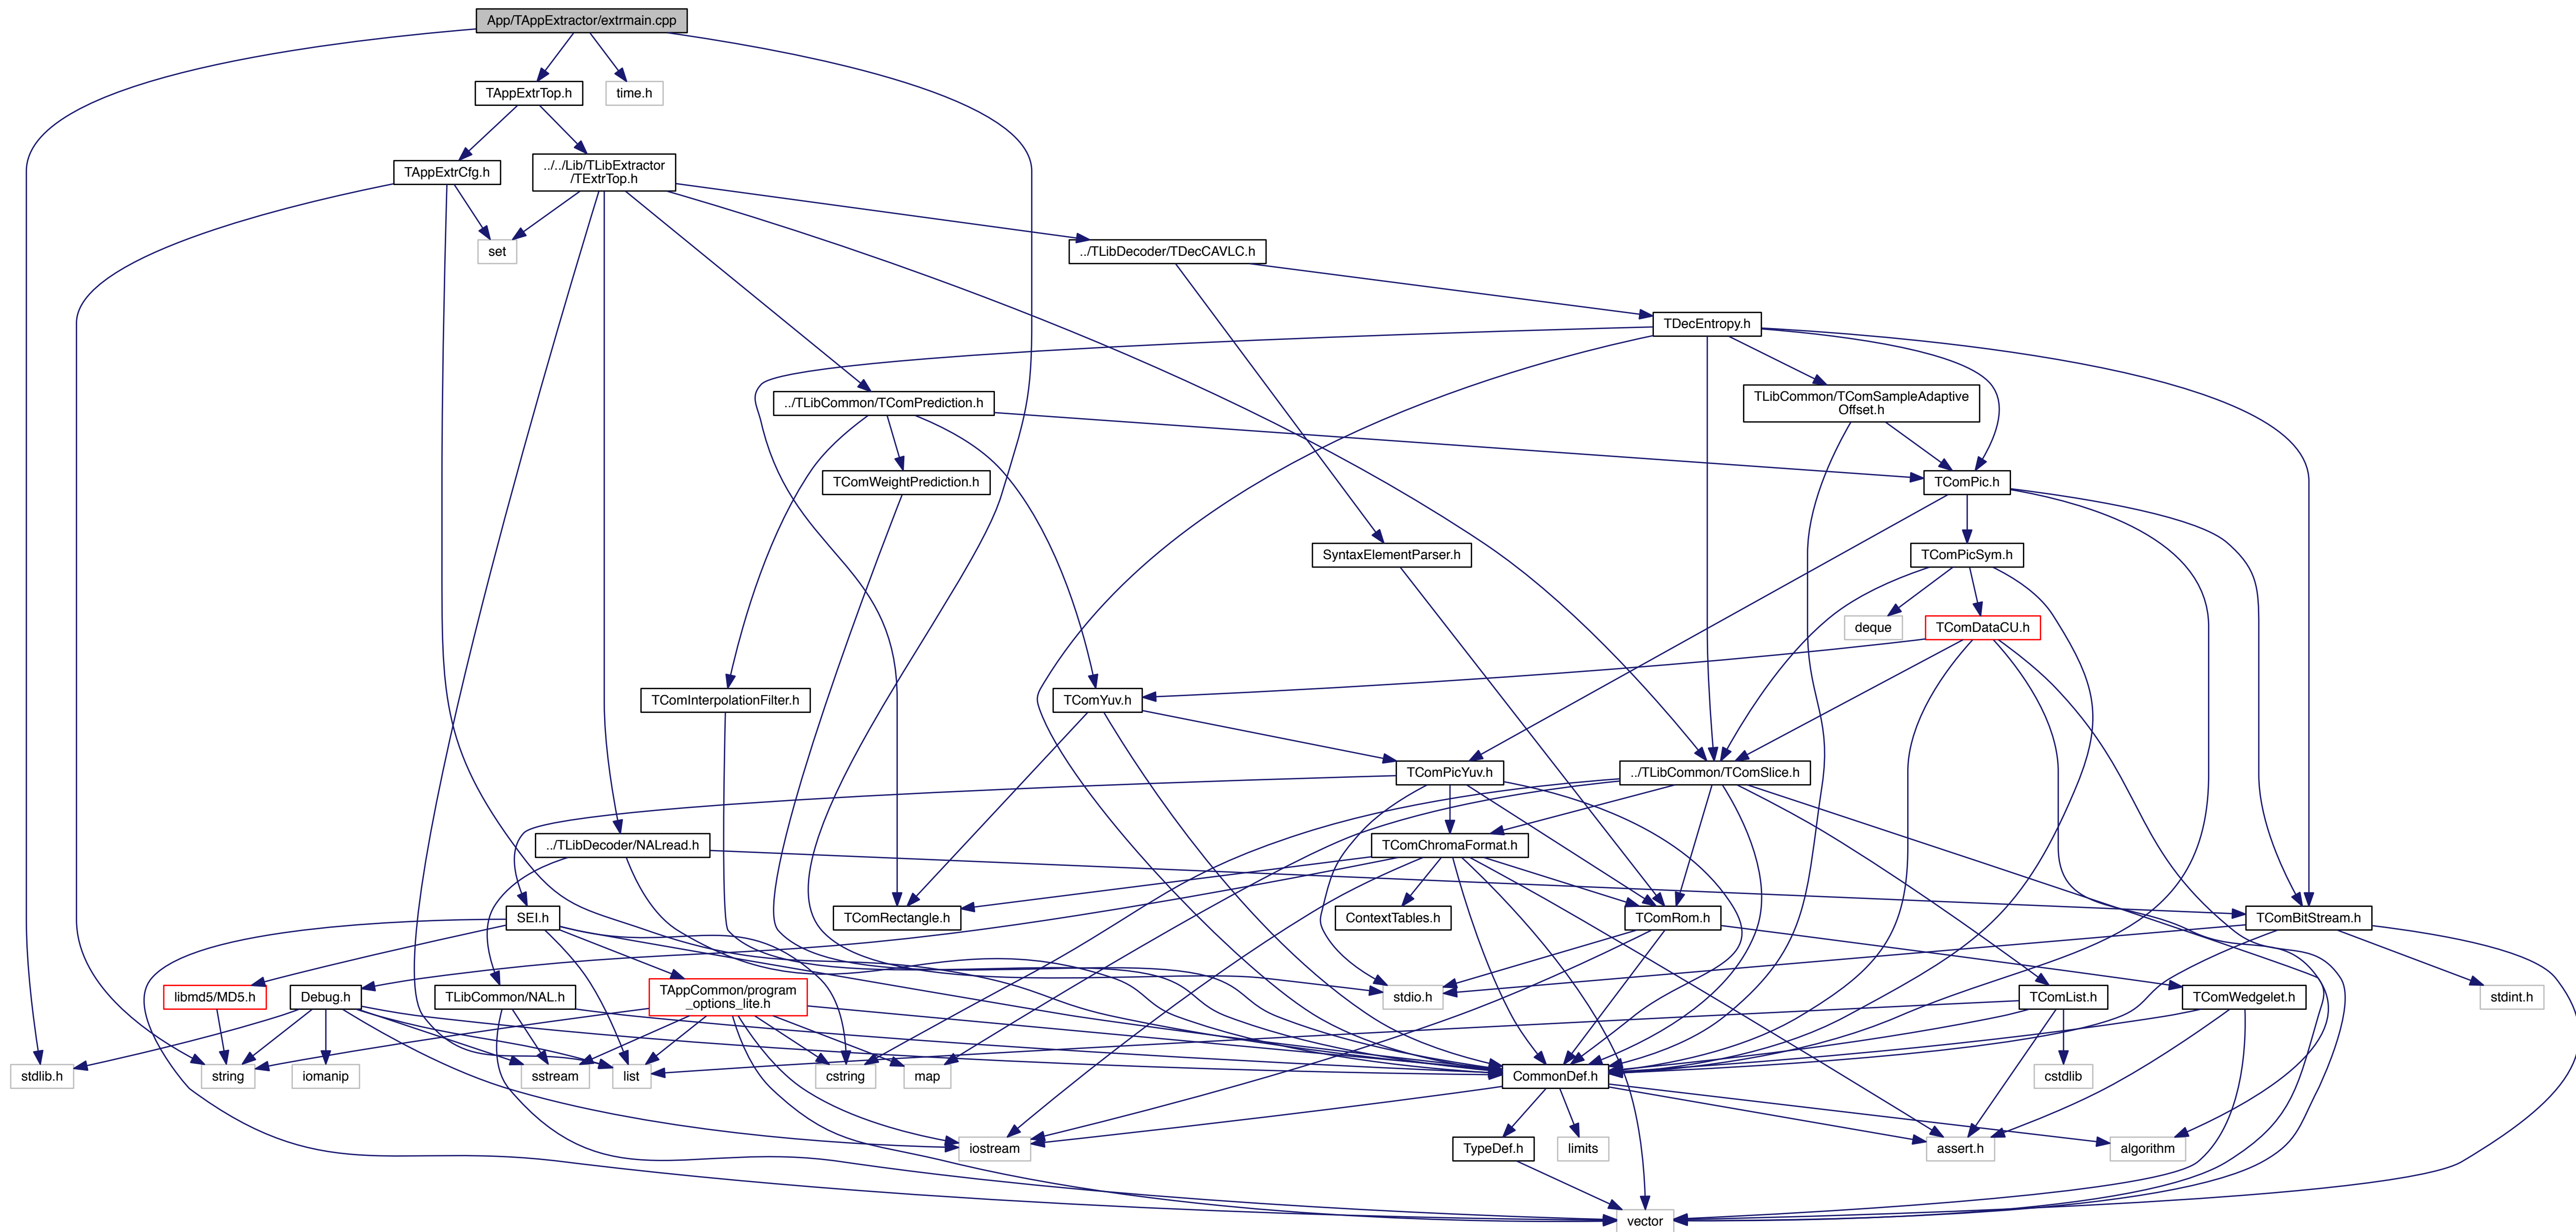 App/TAppExtractor/extrmain.cpp
TAppExtrTop.h
time.h
TAppExtrCfg.h
../../Lib/TLibExtractor
/TExtrTop.h
set
../TLibDecoder/TDecCAVLC.h
TDecEntropy.h
../TLibCommon/TComPrediction.h
TLibCommon/TComSampleAdaptive
Offset.h
TComWeightPrediction.h
TComPic.h
SyntaxElementParser.h
TComPicSym.h
deque
TComDataCU.h
TComInterpolationFilter.h
TComYuv.h
TComPicYuv.h
../TLibCommon/TComSlice.h
../TLibDecoder/NALread.h
TComChromaFormat.h
SEI.h
TComRectangle.h
ContextTables.h
TComRom.h
TComBitStream.h
libmd5/MD5.h
Debug.h
TLibCommon/NAL.h
TAppCommon/program
_options_lite.h
stdio.h
TComList.h
TComWedgelet.h
stdint.h
stdlib.h
string
iomanip
sstream
list
cstring
map
CommonDef.h
cstdlib
iostream
TypeDef.h
limits
assert.h
algorithm
vector